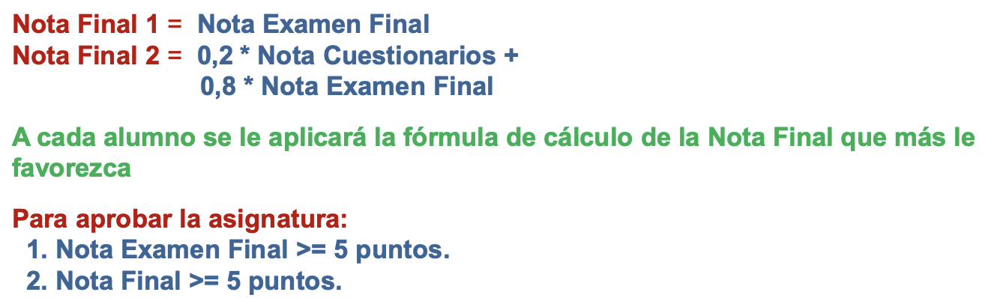 Nota Final 1 = Nota Examen Final
Nota Final 2 = 0,2 * Nota Cuestionarios +
0,8 * Nota Examen Final
A cada alumno se le aplicará la fórmula de cálculo de la Nota Final que más le
favorezca
Para aprobar la asignatura:
1. Nota Examen Final >= 5 puntos.
2. Nota Final >= 5 puntos.